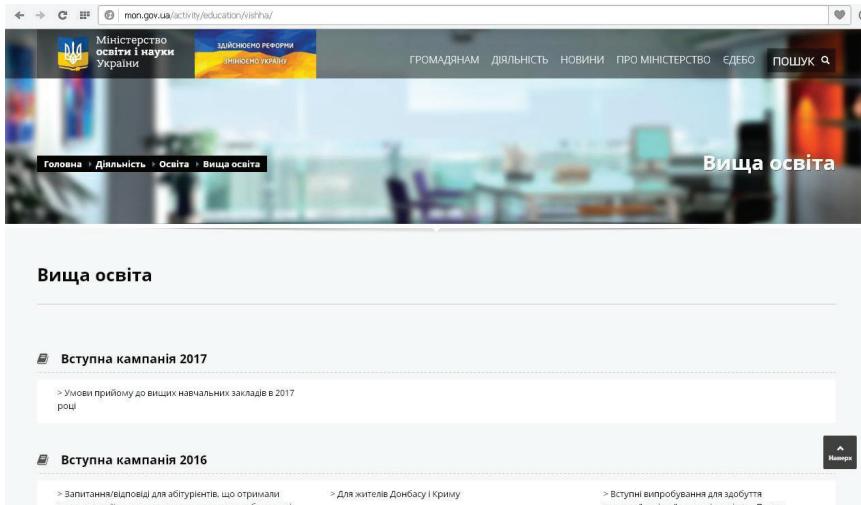 mon.gov.ua/activity/education/vishha/
Міністерство
освіти і науки
України
ЗДІЙСНЮЄМО РЕФОРМИ
ЗМІНЮЄМО УКРАЇНУ
ГРОМАДЯНАМ ДІЯЛЬНІСТЬ НОВИНИ ПРО МІНІСТЕРСТВО ЄДЕБО ПОШУК
Головна Діяльність Освіта Вища освіта
Вища освіта
Вища освіта
Вступна кампанія 2017
> Умови прийому до вищих навчальних закладів в 2017
році
Наверх
Вступна кампанія 2016
> Запитання/відповіді для абітурієнтів, що отримали
> Для жителів Донбасу і Криму
> Вступні випробування для здобуття